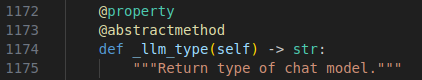 1172 @property
1173 @abstractmethod
1174 def _llm_type(self) -> str:
1175 """Return type of chat model."""